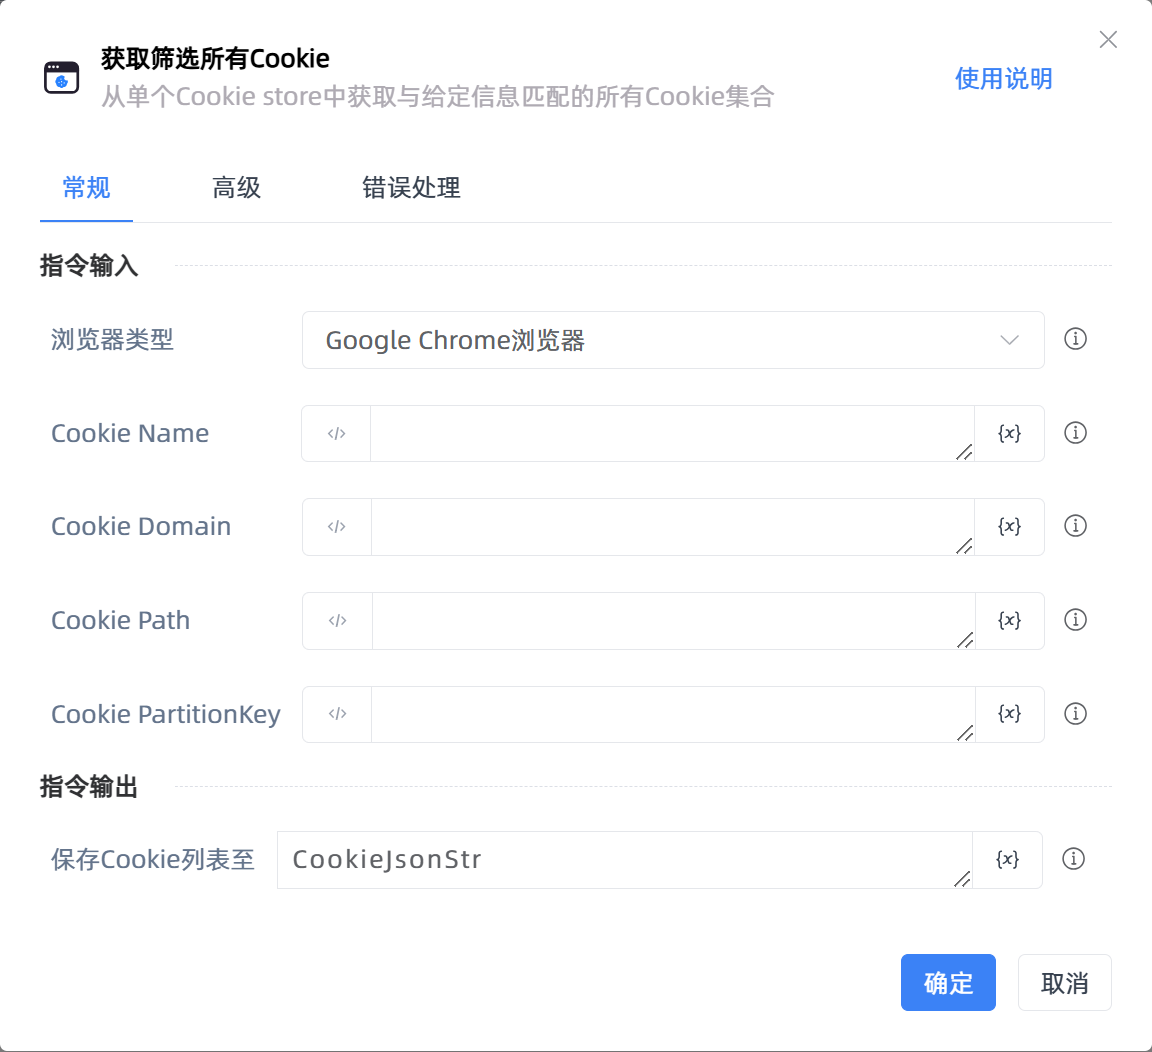 获取筛选所有Cookie
从单个Cookie store中获取与给定信息匹配的所有Cookie集合
使用说明
常规 高级 错误处理
指令输入
浏览器类型 Google Chrome浏览器
Cookie Name </> {x}
Cookie Domain </> {x}
Cookie Path </> {x}
Cookie PartitionKey </> {x}
指令输出
保存Cookie列表至 CookieJsonStr {x}
确定 取消